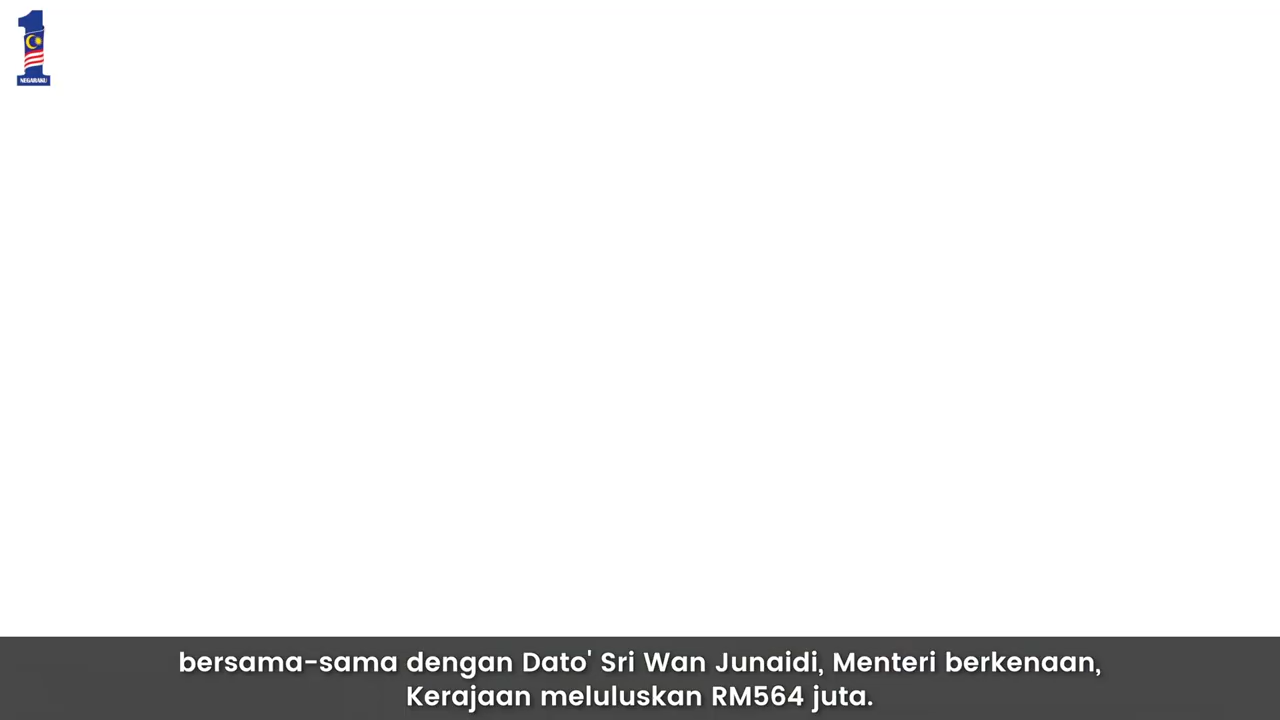 NEGARAKU
bersama-sama dengan Dato' Sri Wan Junaidi, Menteri berkenaan,
Kerajaan meluluskan RM564 juta.